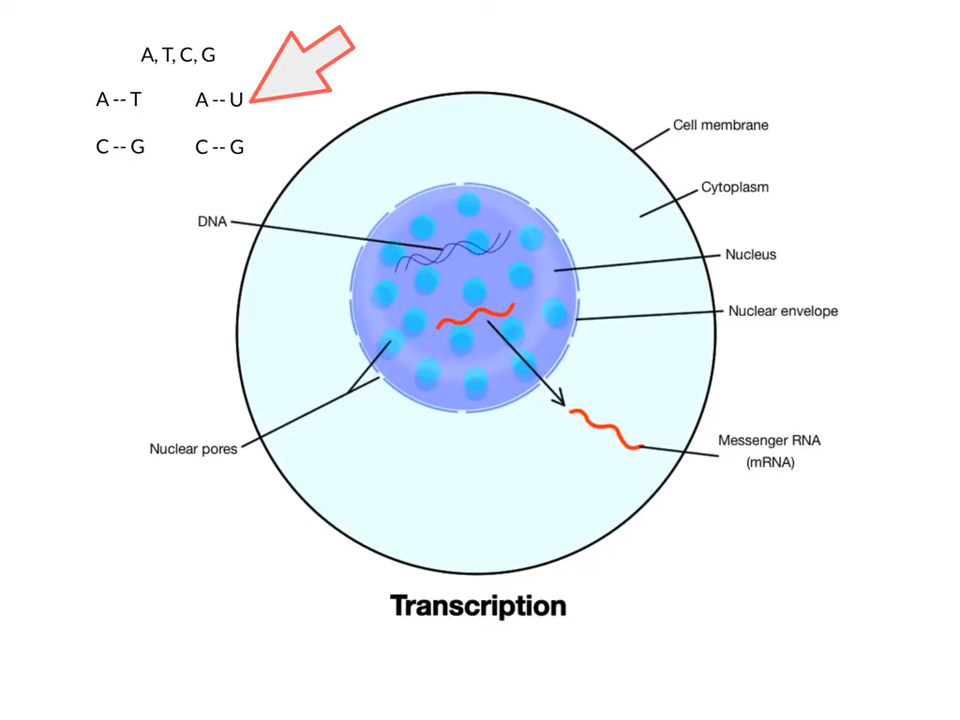 A, T, C, G
A -- T
A -- U
C -- G
C -- G
Cell membrane
Cytoplasm
DNA
Nucleus
Nuclear envelope
Nuclear pores
Messenger RNA
(mRNA)
Transcription